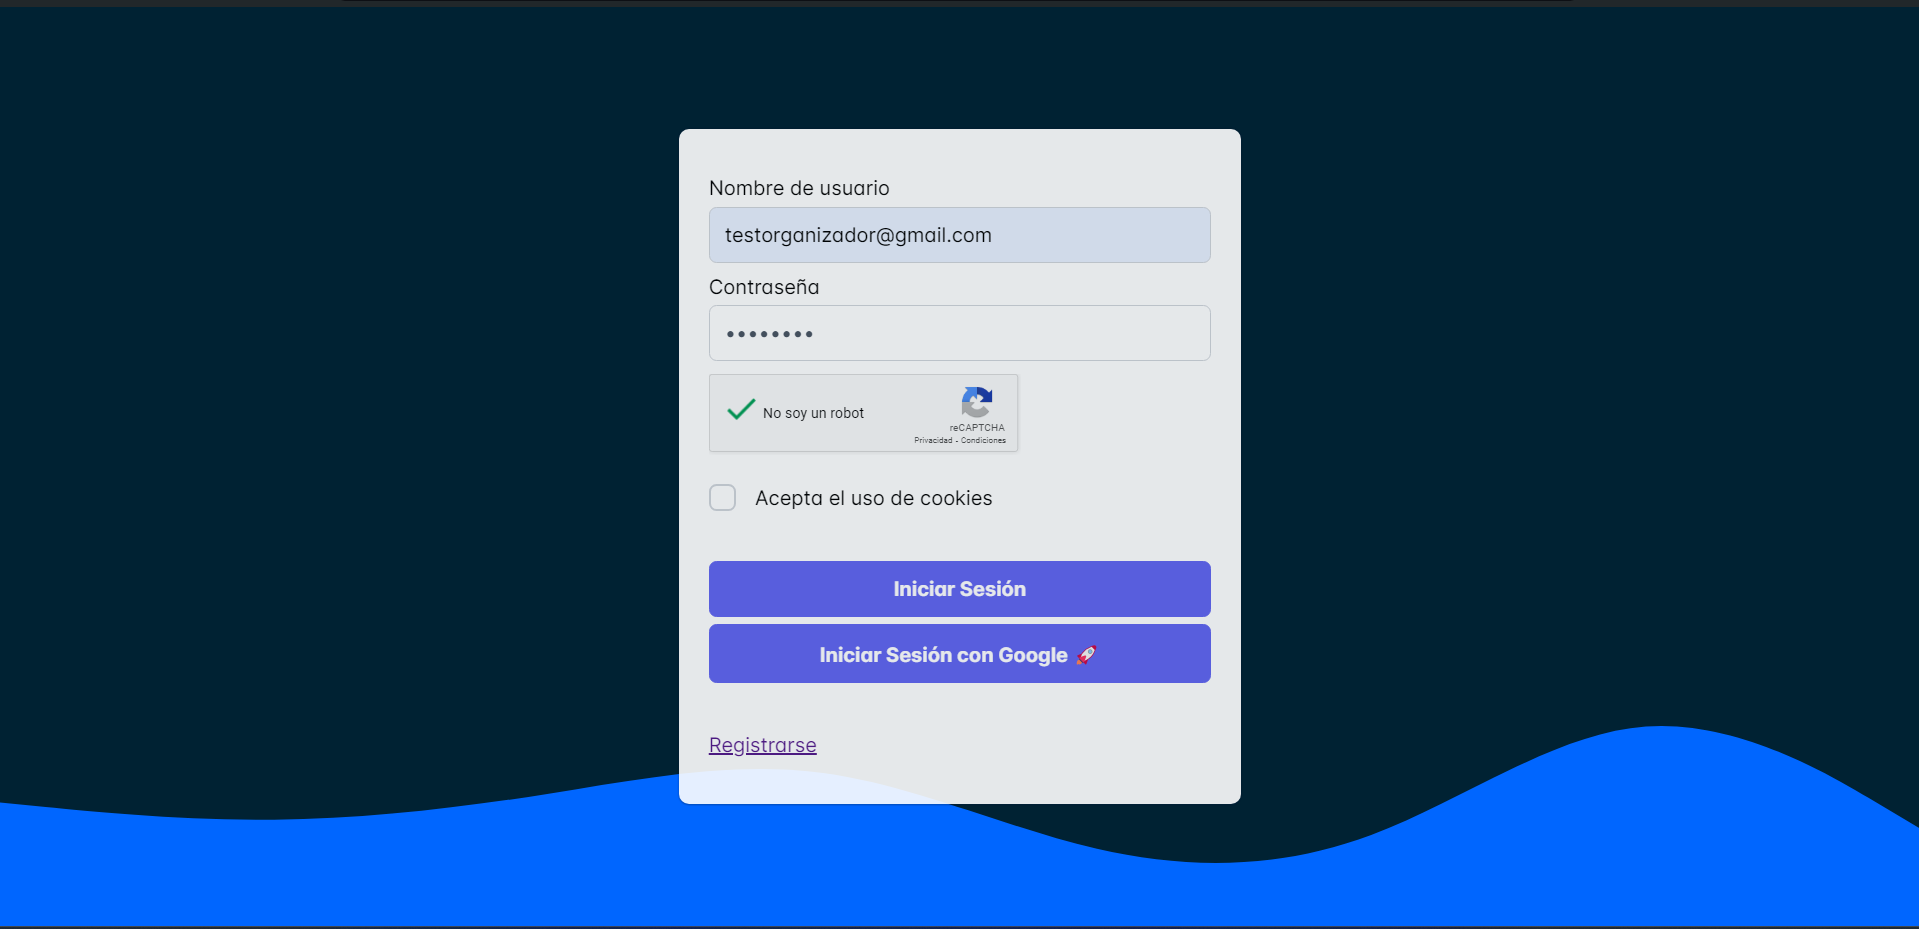 Nombre de usuario
testorganizador@gmail.com
Contraseña
••••••••
No soy un robot
reCAPTCHA
Privacidad - Condiciones
Acepta el uso de cookies
Iniciar Sesión
Iniciar Sesión con Google 🚀
Registrarse